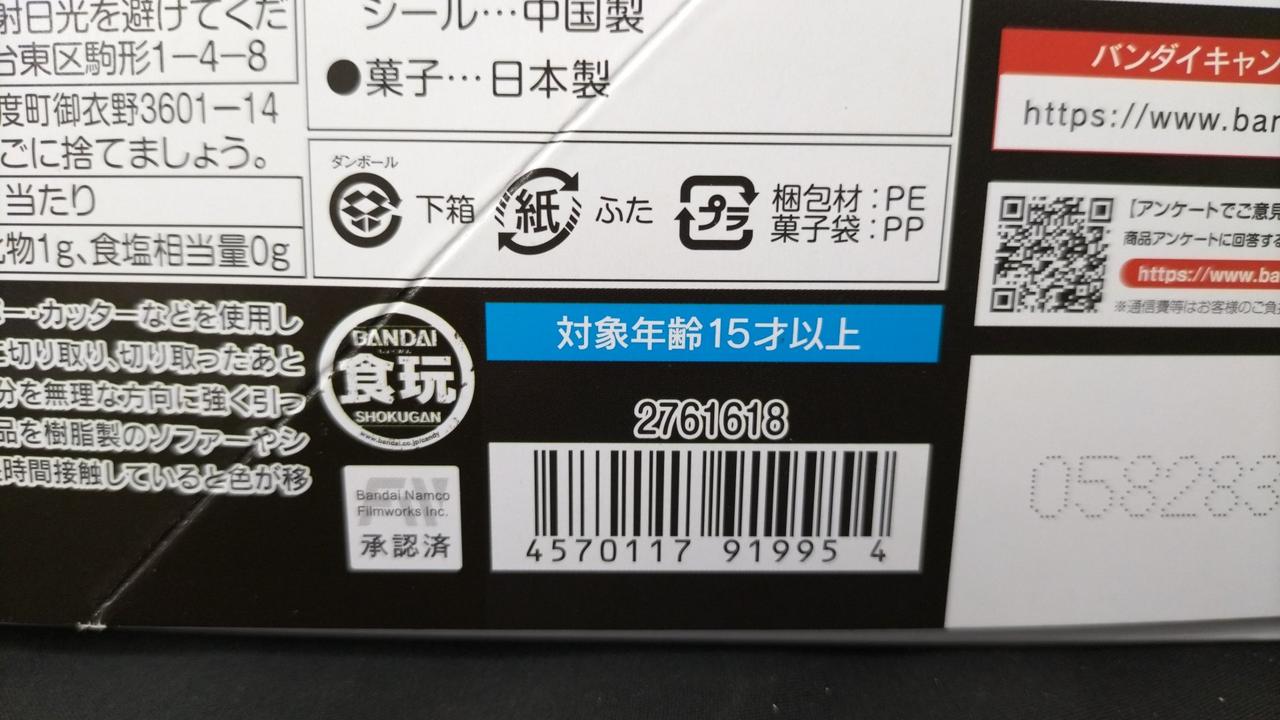 射日光を避けてくだ
台東区駒形1-4-8
度町御衣野3601-14
ごに捨てましょう。
当たり
物1g、食塩相当量0g
シール…中国製
●菓子…日本製
ダンボール
下箱
紙
ふた
プラ
梱包材:PE
菓子袋:PP
バンダイキャン
https://www.ban
【アンケートでご意見
商品アンケートに回答する
https://www.ba
※通信費等はお客様のご負
ー・カッターなどを使用し
切り取り、切り取ったあと
分を無理な方向に強く引っ
品を樹脂製のソファーやシ
時間接触していると色が移
BANDAI
食玩
SHOKUGAN
www.bandai.co.jp/candy
Bandai Namco
Filmworks Inc.
承認済
対象年齢15才以上
2761618
4570117 91995 4
058283